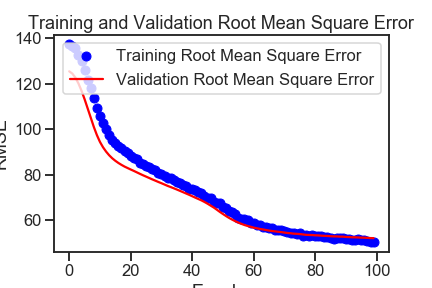 Training and Validation Root Mean Square Error
Training Root Mean Square Error
Validation Root Mean Square Error
140
120
100
80
60
RMSE
0
20
40
60
80
100